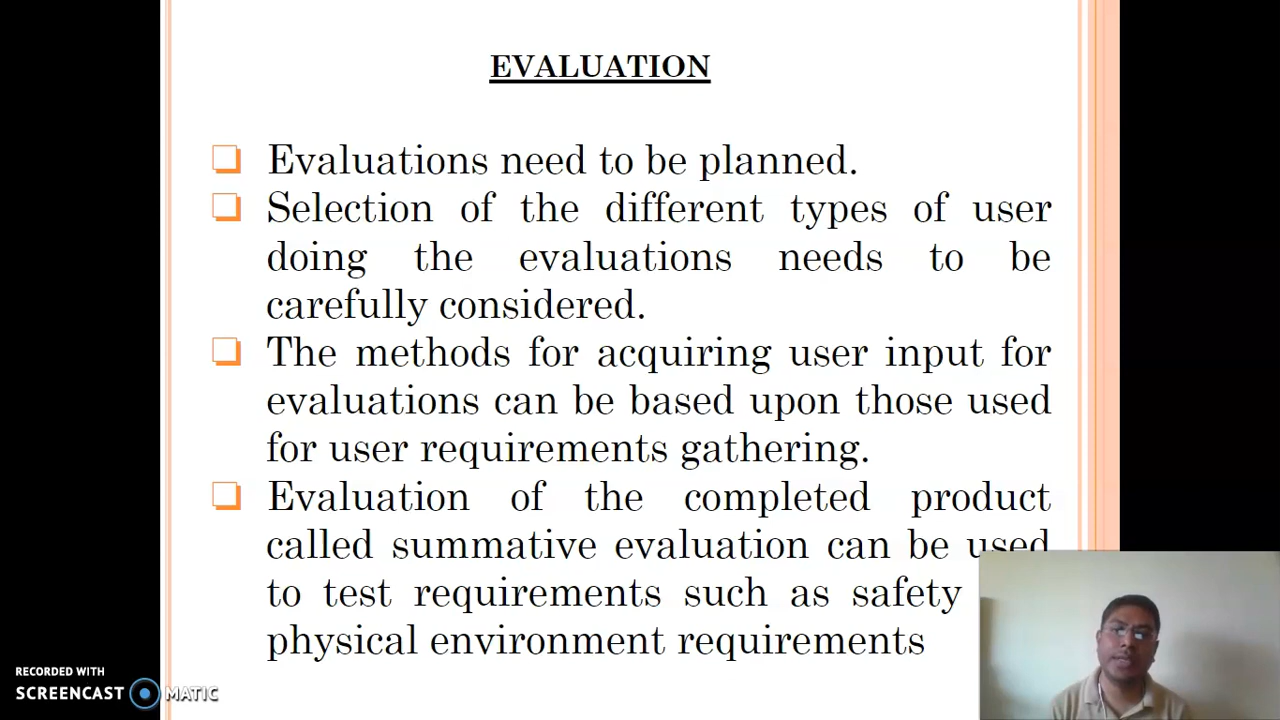 EVALUATION
Evaluations need to be planned.
Selection of the different types of user
doing the evaluations needs to be
carefully considered.
The methods for acquiring user input for
evaluations can be based upon those used
for user requirements gathering.
Evaluation of the completed product
called summative evaluation can be used
to test requirements such as safety
physical environment requirements
RECORDED WITH
SCREENCAST MATIC